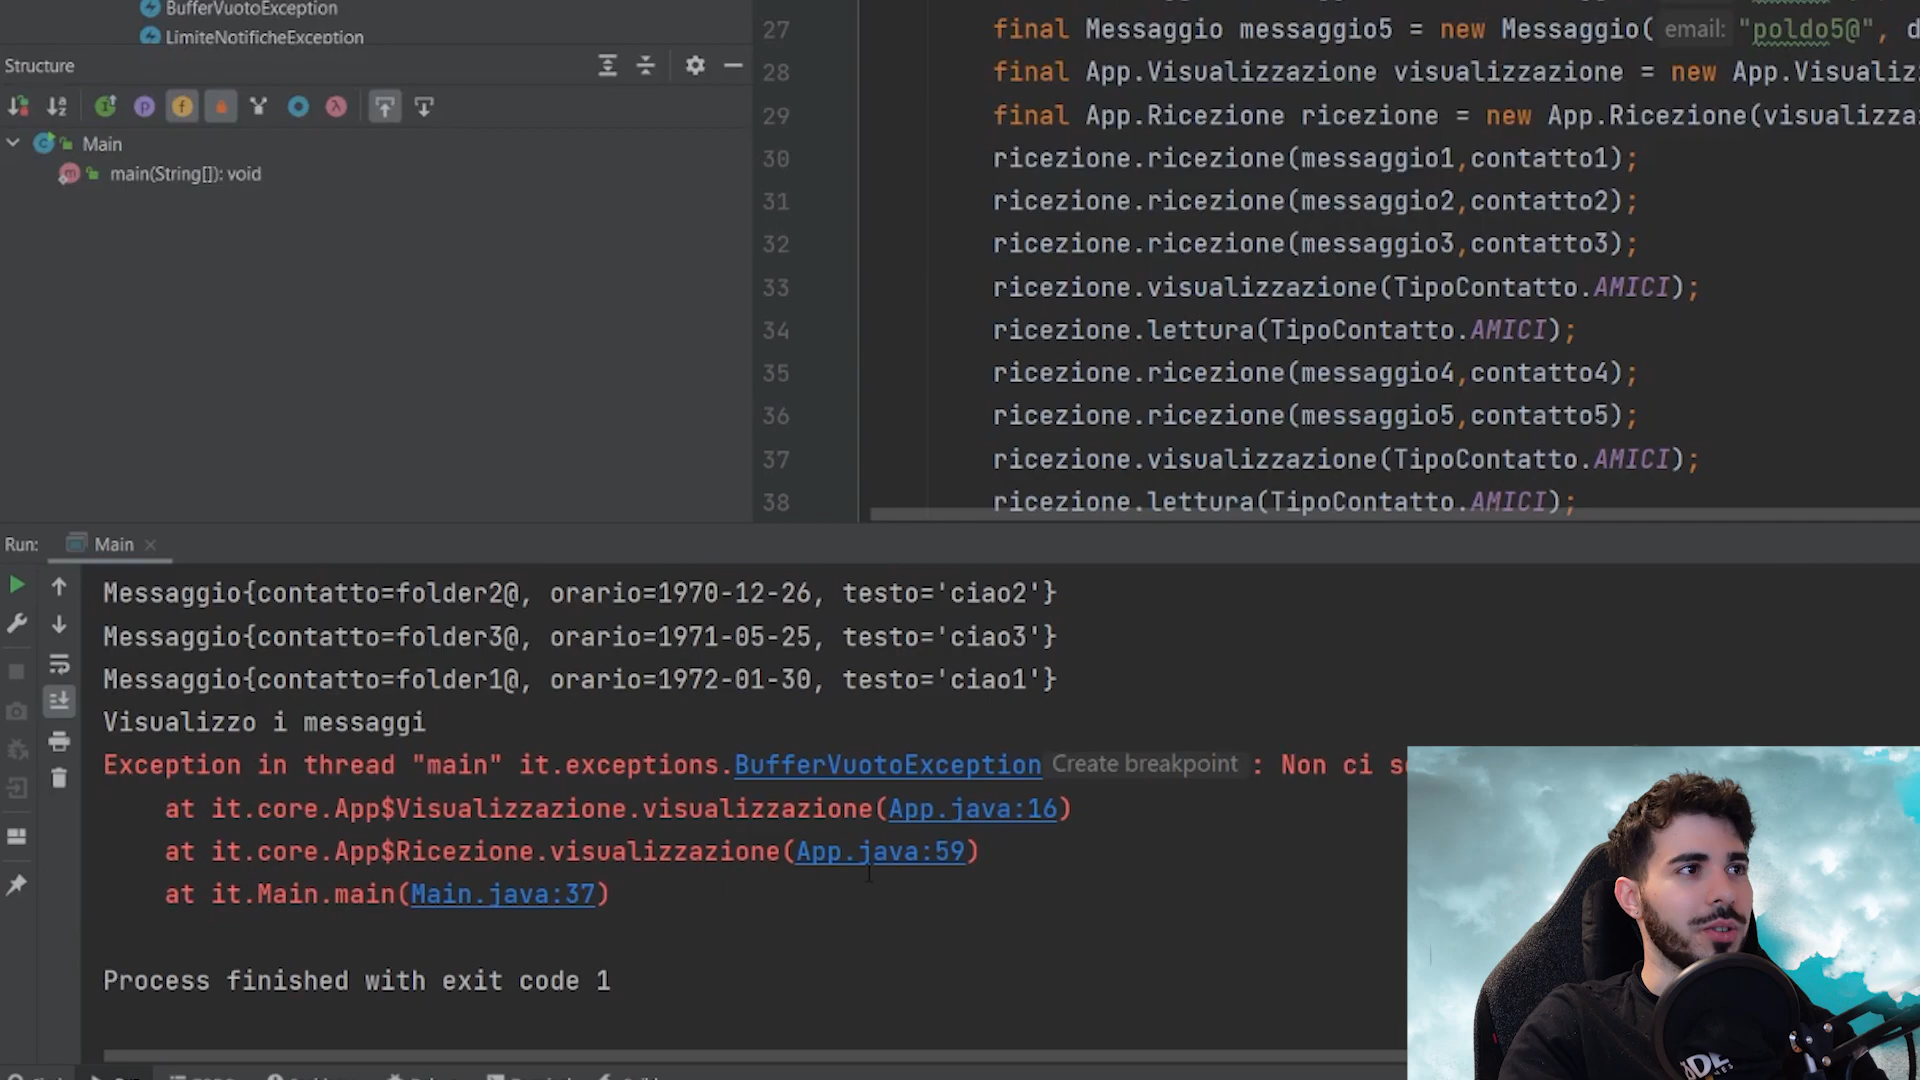 BufferVuotoException
LimiteNotificheException
Structure
Main
main(String[]): void
27 final Messaggio messaggio5 = new Messaggio( email: "poldo5@", d
28 final App.Visualizzazione visualizzazione = new App.Visualiz
29 final App.Ricezione ricezione = new App.Ricezione(visualizza
30 ricezione.ricezione(messaggio1,contatto1);
31 ricezione.ricezione(messaggio2,contatto2);
32 ricezione.ricezione(messaggio3,contatto3);
33 ricezione.visualizzazione(TipoContatto.AMICI);
34 ricezione.lettura(TipoContatto.AMICI);
35 ricezione.ricezione(messaggio4,contatto4);
36 ricezione.ricezione(messaggio5,contatto5);
37 ricezione.visualizzazione(TipoContatto.AMICI);
38 ricezione.lettura(TipoContatto.AMICI);
Run: Main
Messaggio{contatto=folder2@, orario=1970-12-26, testo='ciao2'}
Messaggio{contatto=folder3@, orario=1971-05-25, testo='ciao3'}
Messaggio{contatto=folder1@, orario=1972-01-30, testo='ciao1'}
Visualizzo i messaggi
Exception in thread "main" it.exceptions.BufferVuotoException Create breakpoint : Non ci s
at it.core.App$Visualizzazione.visualizzazione(App.java:16)
at it.core.App$Ricezione.visualizzazione(App.java:59)
at it.Main.main(Main.java:37)
Process finished with exit code 1